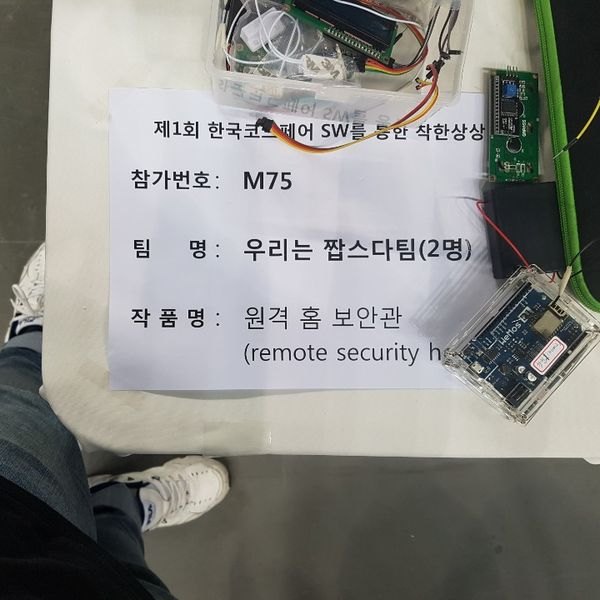 제1회 한국코드페어 SW를 통한 착한상상
참가번호: M75
팀 명: 우리는 짭스다팀(2명)
작품명: 원격 홈 보안관
(remote security h
WeMos